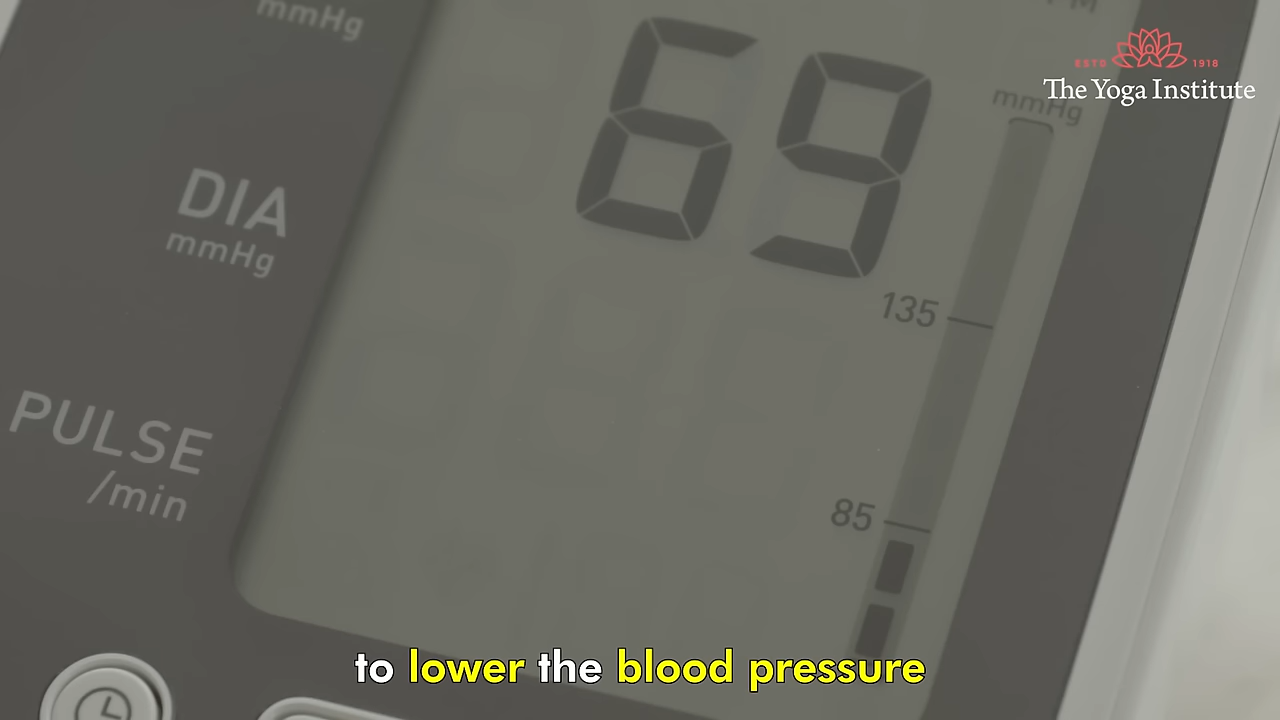 mmHg
69
ESTD 1918
The Yoga Institute
mmHg
DIA
mmHg
135
PULSE
/min
85
to lower the blood pressure